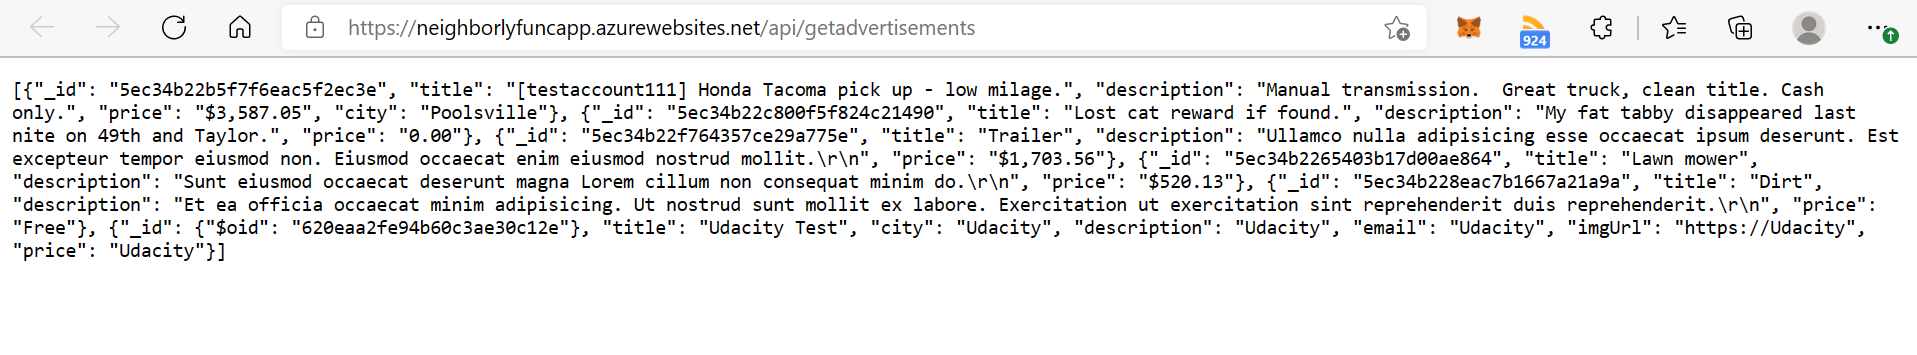 https://neighborlyfuncapp.azurewebsites.net/api/getadvertisements
924
[{"_id": "5ec34b22b5f7f6eac5f2ec3e", "title": "[testaccount111] Honda Tacoma pick up - low milage.", "description": "Manual transmission.  Great truck, clean title. Cash
only.", "price": "$3,587.05", "city": "Poolsville"}, {"_id": "5ec34b22c800f5f824c21490", "title": "Lost cat reward if found.", "description": "My fat tabby disappeared last
nite on 49th and Taylor.", "price": "0.00"}, {"_id": "5ec34b22f764357ce29a775e", "title": "Trailer", "description": "Ullamco nulla adipisicing esse occaecat ipsum deserunt. Est
excepteur tempor eiusmod non. Eiusmod occaecat enim eiusmod nostrud mollit.\r\n", "price": "$1,703.56"}, {"_id": "5ec34b2265403b17d00ae864", "title": "Lawn mower",
"description": "Sunt eiusmod occaecat deserunt magna Lorem cillum non consequat minim do.\r\n", "price": "$520.13"}, {"_id": "5ec34b228eac7b1667a21a9a", "title": "Dirt",
"description": "Et ea officia occaecat minim adipisicing. Ut nostrud sunt mollit ex labore. Exercitation ut exercitation sint reprehenderit duis reprehenderit.\r\n", "price":
"Free"}, {"_id": {"$oid": "620eaa2fe94b60c3ae30c12e"}, "title": "Udacity Test", "city": "Udacity", "description": "Udacity", "email": "Udacity", "imgUrl": "https://Udacity",
"price": "Udacity"}]